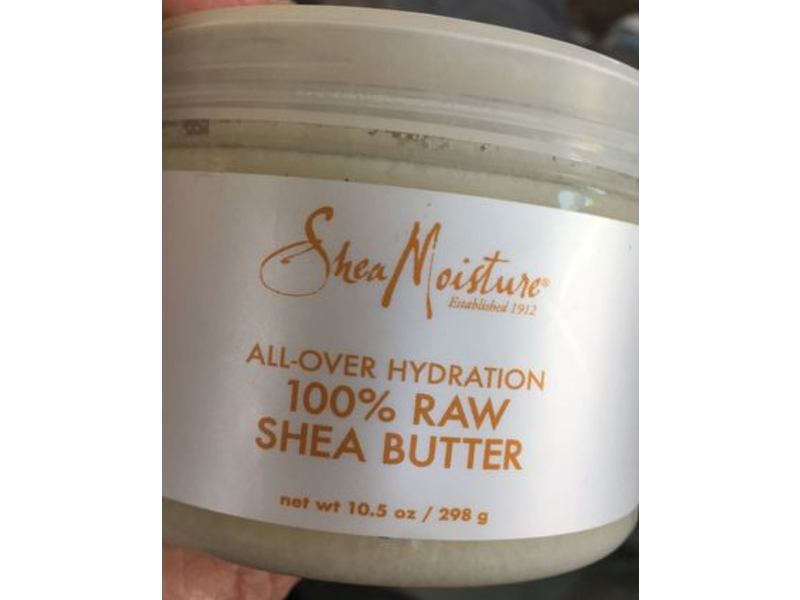 SheaMoisture®
Established 1912
ALL-OVER HYDRATION
100% RAW
SHEA BUTTER
net wt 10.5 oz / 298 g